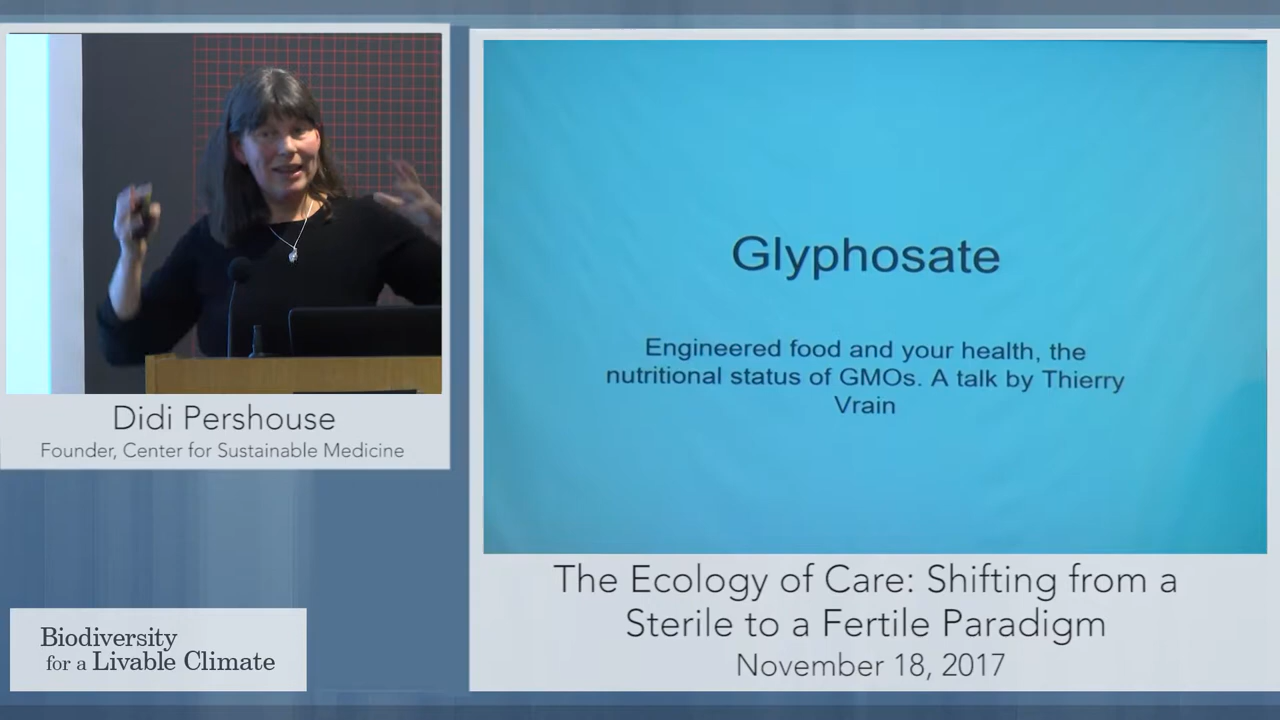 Didi Pershouse
Founder, Center for Sustainable Medicine
Glyphosate
Engineered food and your health, the
nutritional status of GMOs. A talk by Thierry
Vrain
The Ecology of Care: Shifting from a
Sterile to a Fertile Paradigm
November 18, 2017
Biodiversity
for a Livable Climate